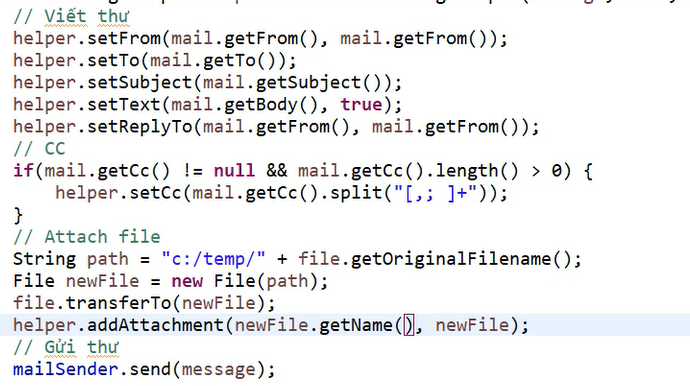 // Viết thư
helper.setFrom(mail.getFrom(), mail.getFrom());
helper.setTo(mail.getTo());
helper.setSubject(mail.getSubject());
helper.setText(mail.getBody(), true);
helper.setReplyTo(mail.getFrom(), mail.getFrom());
// CC
if(mail.getCc() != null && mail.getCc().length() > 0) {
helper.setCc(mail.getCc().split("[,; ]+"));
}
// Attach file
String path = "c:/temp/" + file.getOriginalFilename();
File newFile = new File(path);
file.transferTo(newFile);
helper.addAttachment(newFile.getName(), newFile);
// Gửi thư
mailSender.send(message);